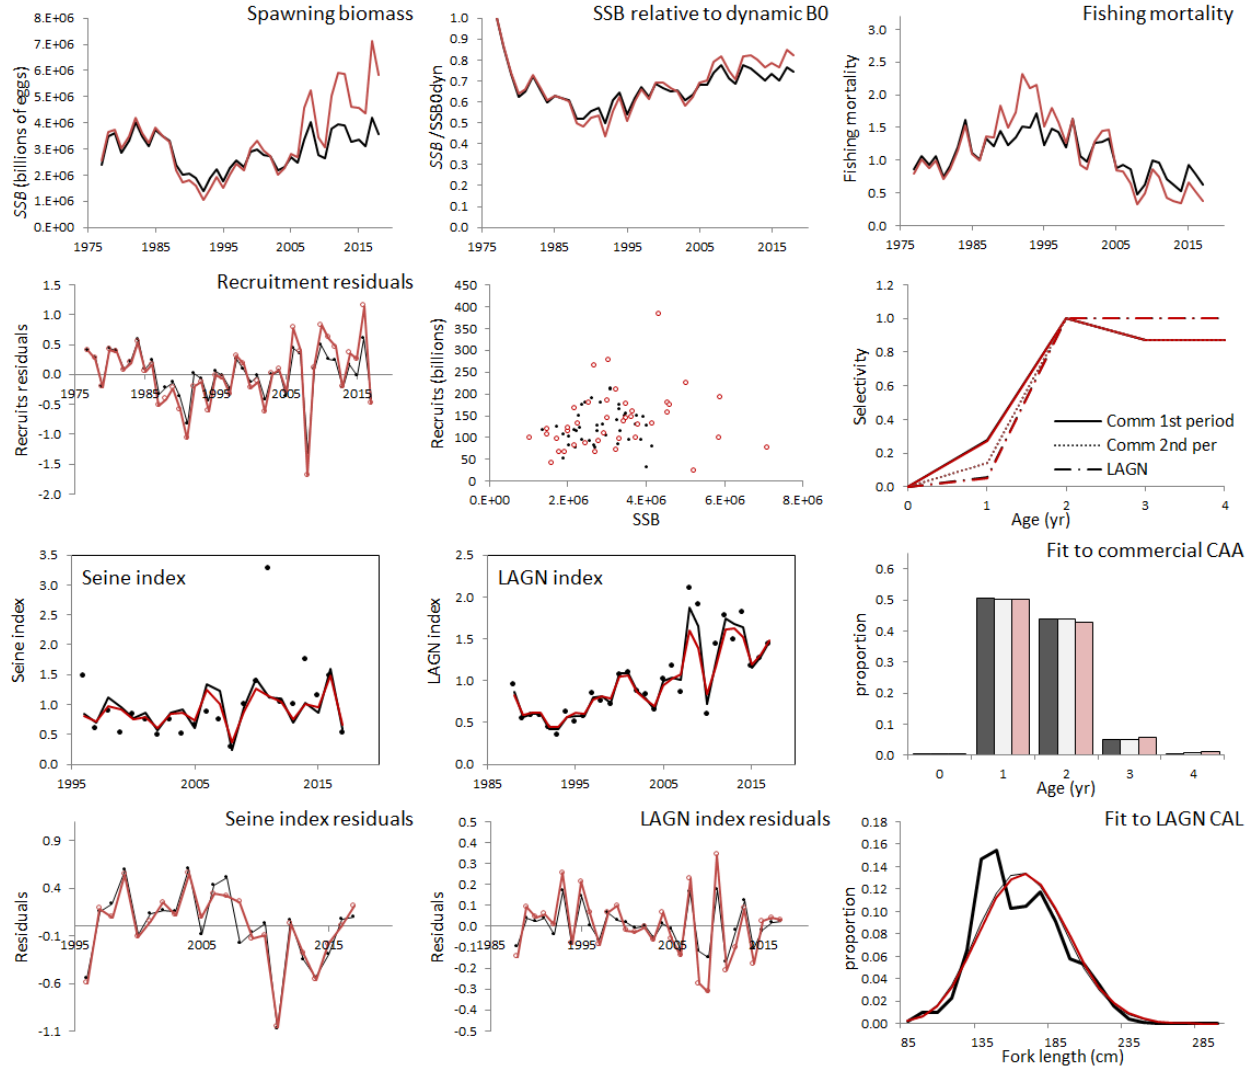 Spawning biomass
SSB (billions of eggs)
8.E+06
7.E+06
6.E+06
5.E+06
4.E+06
3.E+06
2.E+06
1.E+06
0.E+00
1975 1985 1995 2005 2015
SSB relative to dynamic B0
SSB/SSB0dyn
1.0
0.9
0.8
0.7
0.6
0.5
0.4
0.3
0.2
0.1
0.0
1975 1985 1995 2005 2015
Fishing mortality
Fishing mortality
3.0
2.5
2.0
1.5
1.0
0.5
0.0
1975 1985 1995 2005 2015
Recruitment residuals
Recruits residuals
1.5
1.0
0.5
0.0
-0.5
-1.0
-1.5
-2.0
1975 1985 1995 2005 2015
Recruits (billions)
450
400
350
300
250
200
150
100
50
0.E+00 2.E+06 4.E+06 6.E+06 8.E+06
SSB
Selectivity
1.2
1.0
0.8
0.6
0.4
0.2
0.0
Comm 1st period
Comm 2nd per
LAGN
0 1 2 3 4
Age (yr)
Seine index
Seine index
3.5
3.0
2.5
2.0
1.5
1.0
0.5
0.0
1995 2005 2015
LAGN index
LAGN index
2.5
2.0
1.5
1.0
0.5
0.0
1985 1995 2005 2015
Fit to commercial CAA
proportion
0.6
0.5
0.4
0.3
0.2
0.1
0.0
0 1 2 3 4
Age (yr)
Seine index residuals
Residuals
0.9
0.4
-0.1
-0.6
-1.1
1995 2005 2015
LAGN index residuals
Residuals
0.5
0.4
0.3
0.2
0.1
0.0
-0.1
-0.2
-0.3
-0.4
-0.5
1985 1995 2005 2015
Fit to LAGN CAL
proportion
0.18
0.16
0.14
0.12
0.10
0.08
0.06
0.04
0.02
0.00
85 135 185 235 285
Fork length (cm)